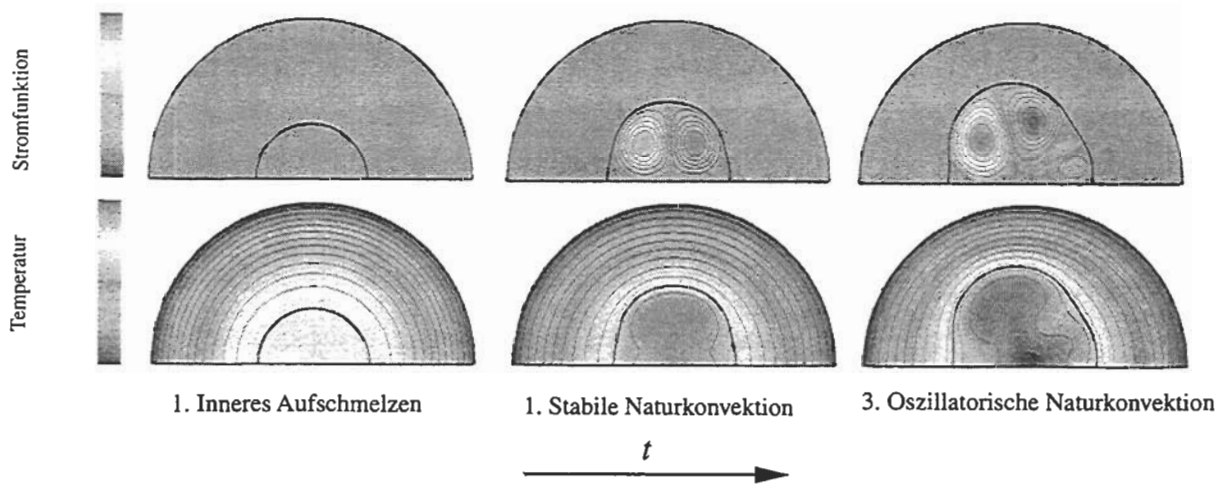 Stromfunktion
Temperatur
1. Inneres Aufschmelzen
1. Stabile Naturkonvektion
3. Oszillatorische Naturkonvektion
t